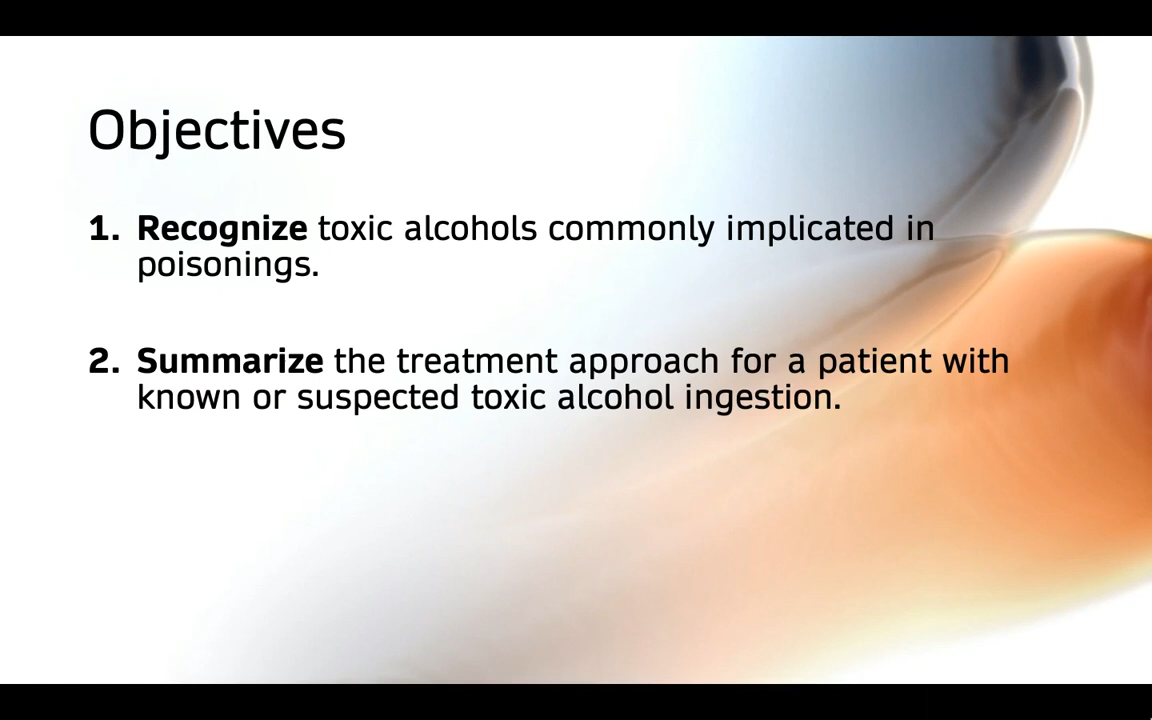 Objectives
1. Recognize toxic alcohols commonly implicated in
poisonings.
2. Summarize the treatment approach for a patient with
known or suspected toxic alcohol ingestion.